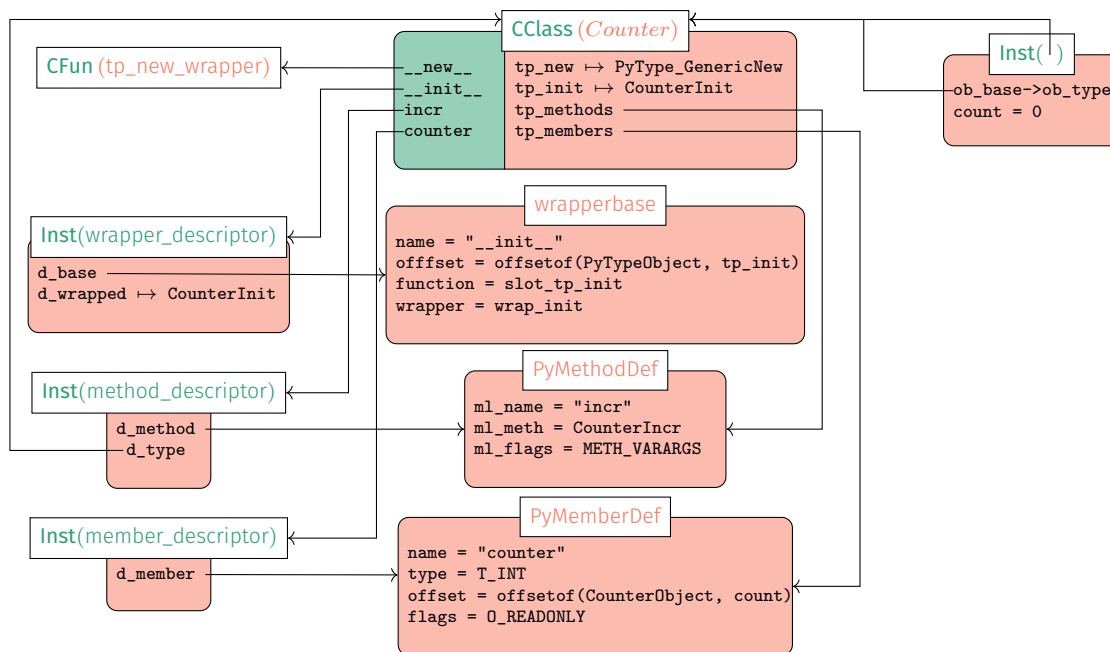 CClass (Counter)
CFun (tp_new_wrapper)
__new__
__init__
incr
counter
tp_new ↦ PyType_GenericNew
tp_init ↦ CounterInit
tp_methods
tp_members
Inst( )
ob_base->ob_type
count = 0
Inst(wrapper_descriptor)
d_base
d_wrapped ↦ CounterInit
wrapperbase
name = "__init__"
offfset = offsetof(PyTypeObject, tp_init)
function = slot_tp_init
wrapper = wrap_init
Inst(method_descriptor)
d_method
d_type
PyMethodDef
ml_name = "incr"
ml_meth = CounterIncr
ml_flags = METH_VARARGS
Inst(member_descriptor)
d_member
PyMemberDef
name = "counter"
type = T_INT
offset = offsetof(CounterObject, count)
flags = O_READONLY